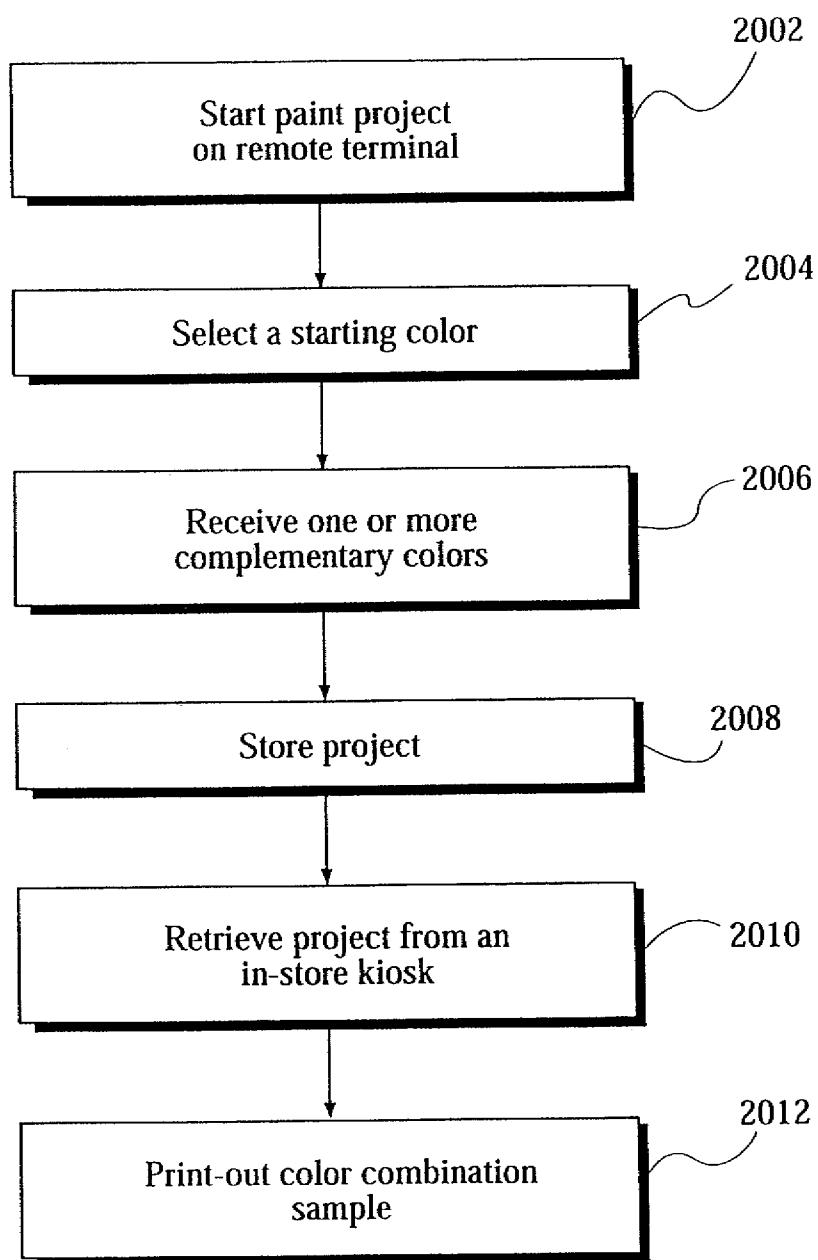 2002
Start paint project
on remote terminal
2004
Select a starting color
2006
Receive one or more
complementary colors
2008
Store project
2010
Retrieve project from an
in-store kiosk
2012
Print-out color combination
sample